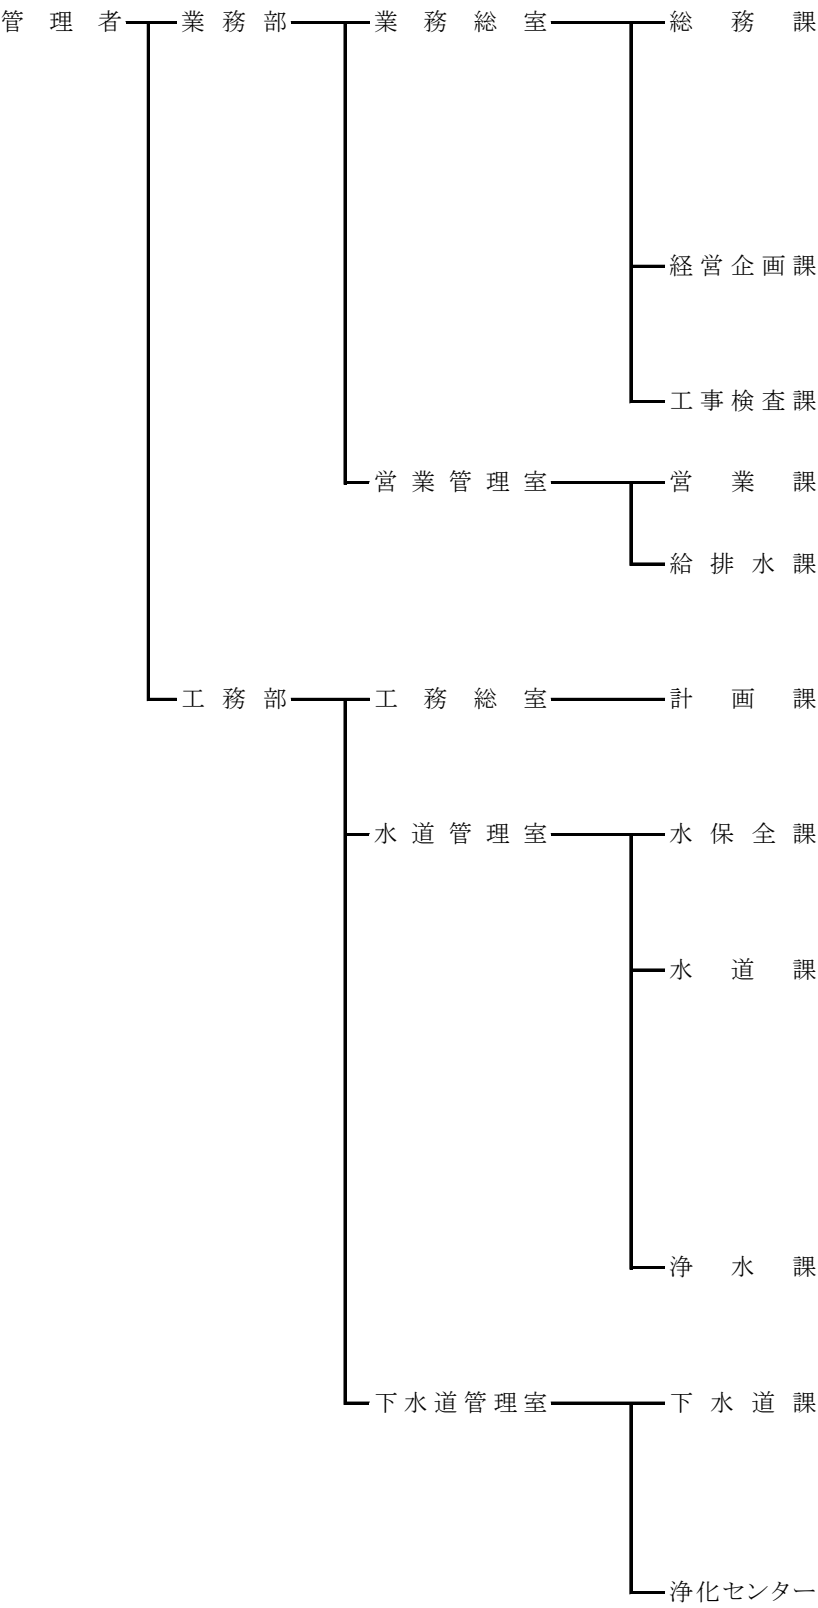 管理者 業務部 業務総室 総務課
経営企画課
工事検査課
営業管理室 営業課
給排水課
工務部 工務総室 計画課
水道管理室 水保全課
水道課
浄水課
下水道管理室 下水道課
浄化センター